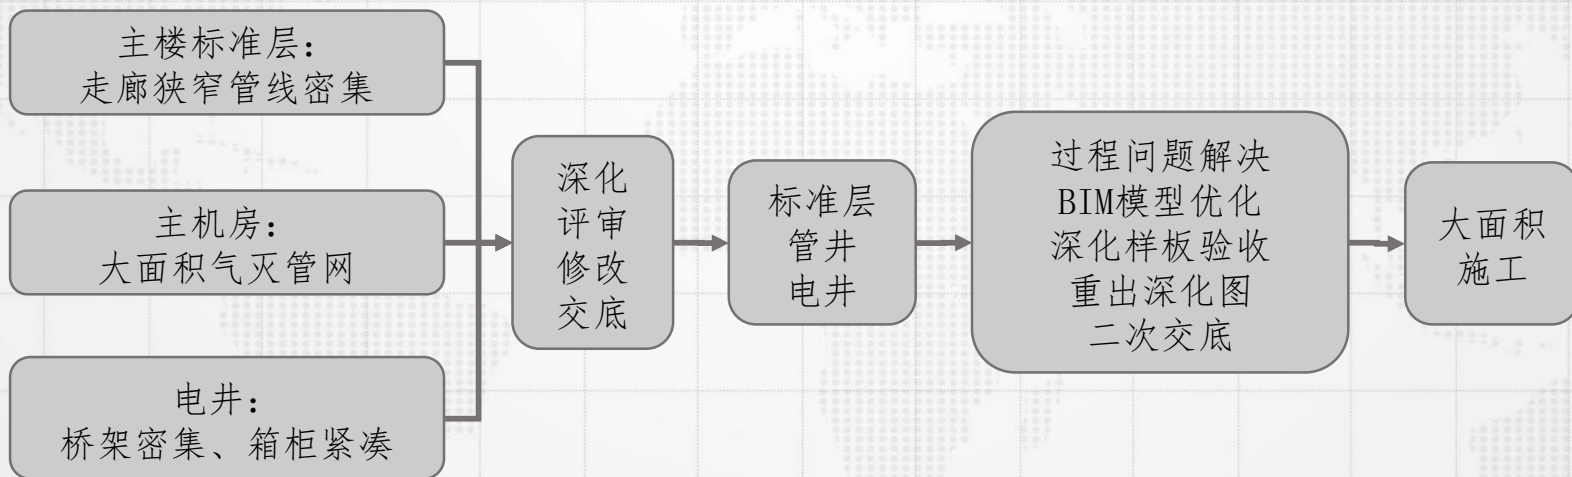 主楼标准层：
走廊狭窄管线密集
主机房：
大面积气灭管网
电井：
桥架密集、箱柜紧凑
深化
评审
修改
交底
标准层
管井
电井
过程问题解决
BIM模型优化
深化样板验收
重出深化图
二次交底
大面积
施工